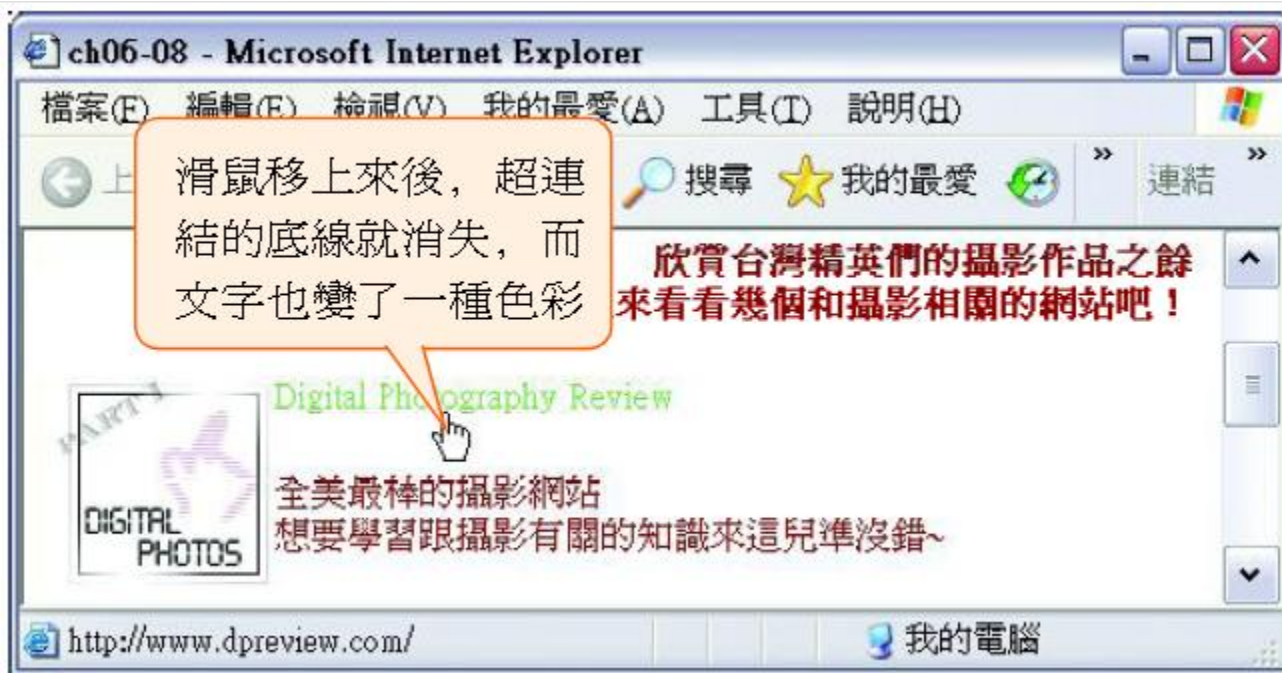 ch06-08 - Microsoft Internet Explorer
檔案(F) 編輯(E) 檢視(V) 我的最愛(A) 工具(T) 說明(H)
上 搜尋 我的最愛 » 連結 »
滑鼠移上來後，超連
結的底線就消失，而
文字也變了一種色彩
欣賞台灣精英們的攝影作品之餘
來看看幾個和攝影相關的網站吧！
PART 1
DIGITAL
PHOTOS
Digital Photography Review
全美最棒的攝影網站
想要學習跟攝影有關的知識來這兒準沒錯~
http://www.dpreview.com/ 我的電腦